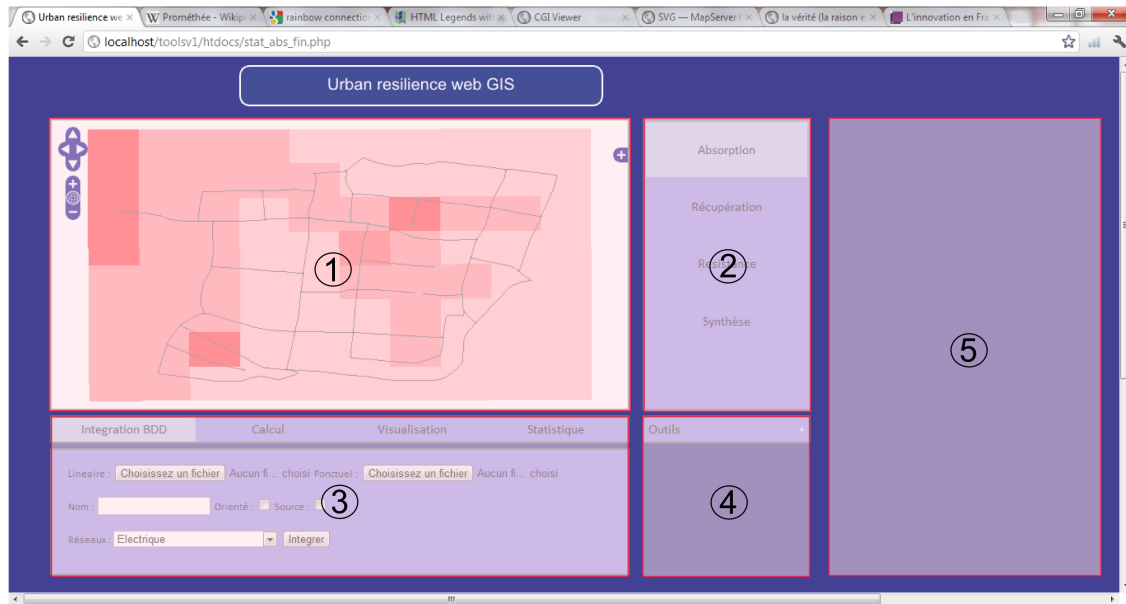 Urban resilience we
Prométhée - Wikip
rainbow connection
HTML Legends wit
CGI Viewer
SVG — MapServer
la vérité (la raison e
L'innovation en Fra
localhost/toolsv1/htdocs/stat_abs_fin.php
Urban resilience web GIS
1
Absorption
Récupération
Resistance
2
Synthèse
5
Integration BDD Calcul Visualisation Statistique
Lineaire : Choisissez un fichier Aucun fi... choisi Ponctuel : Choisissez un fichier Aucun fi... choisi
Nom : Orienté : Source :
3
Réseaux : Electrique Integrer
Outils +
4